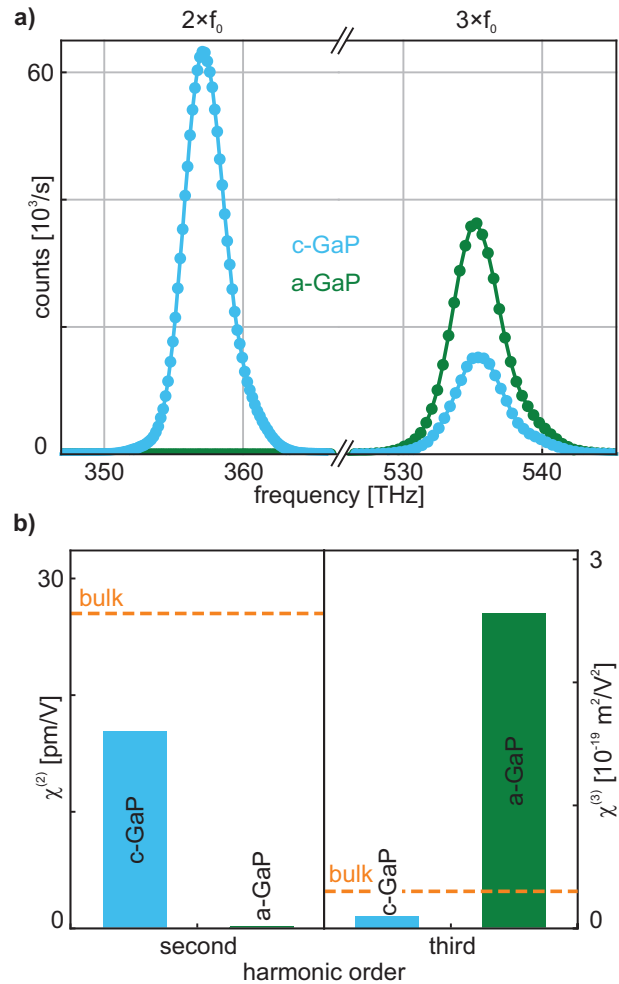 a)
2×f₀ 3×f₀
60
counts [10³/s]
c-GaP
a-GaP
0
350 360 530 540
frequency [THz]
b)
30 3
bulk
χ⁽²⁾ [pm/V]
c-GaP
a-GaP
bulk
c-GaP
a-GaP
χ⁽³⁾ [10⁻¹⁹ m²/V²]
0 0
second third
harmonic order